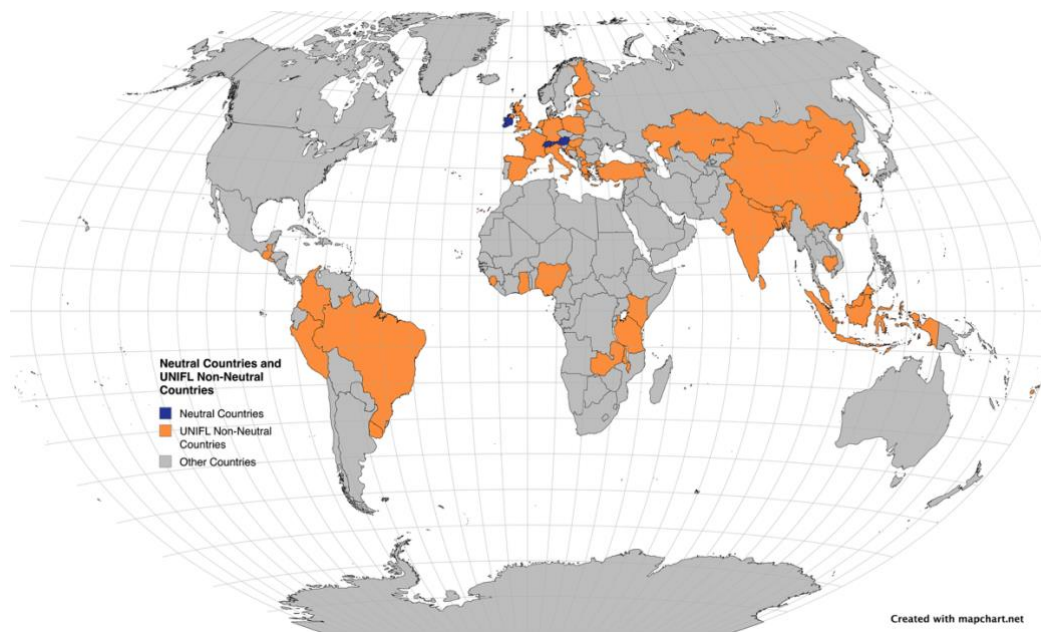 Neutral Countries and
UNIFL Non-Neutral
Countries
Neutral Countries
UNIFL Non-Neutral
Countries
Other Countries
Created with mapchart.net